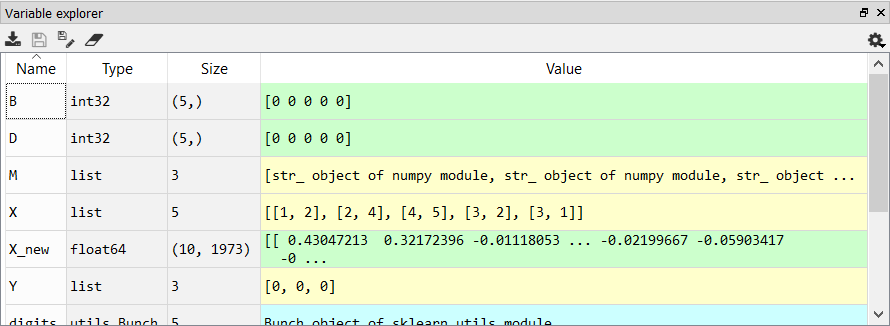 Variable explorer
Name Type Size Value
B int32 (5,) [0 0 0 0 0]
D int32 (5,) [0 0 0 0 0]
M list 3 [str_ object of numpy module, str_ object of numpy module, str_ object ...
X list 5 [[1, 2], [2, 4], [4, 5], [3, 2], [3, 1]]
X_new float64 (10, 1973) [[ 0.43047213 0.32172396 -0.01118053 ... -0.02199667 -0.05903417
-0 ...
Y list 3 [0, 0, 0]
digits utils.Bunch 5 Bunch object of sklearn.utils module